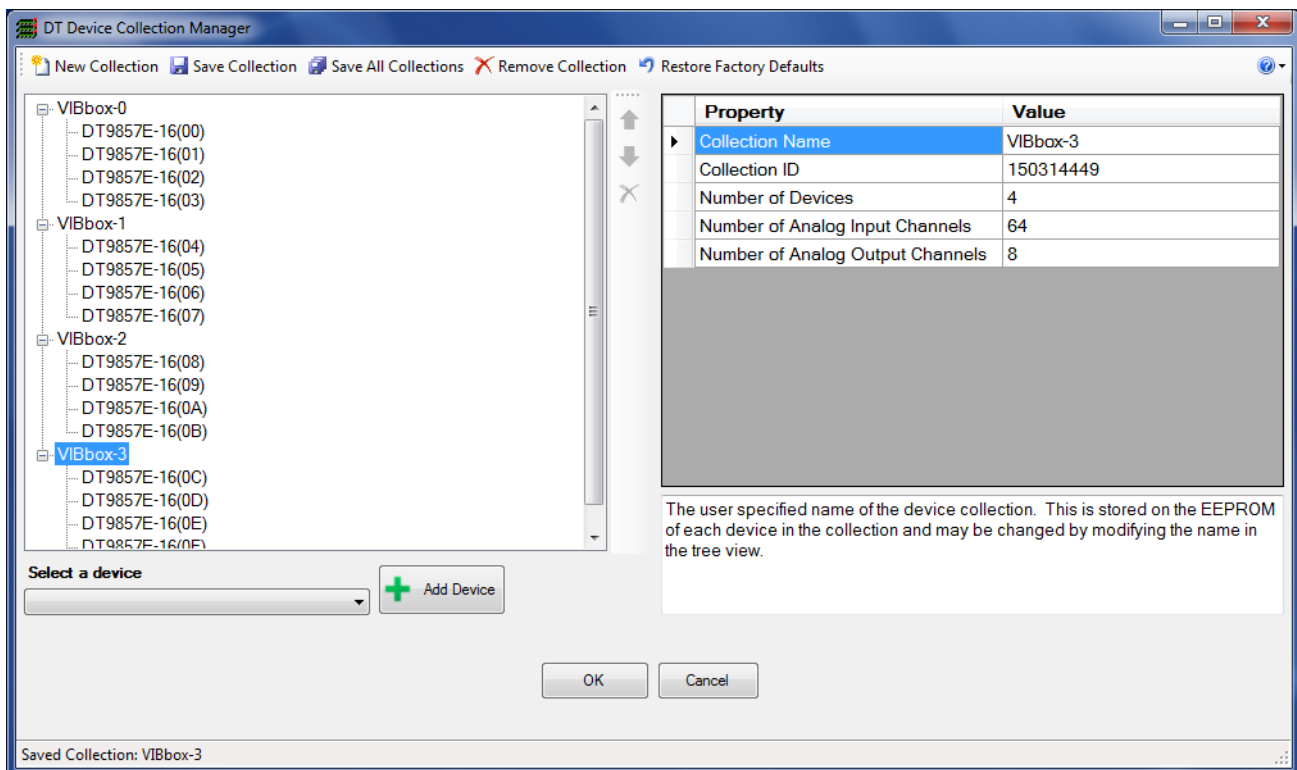 DT Device Collection Manager
New Collection Save Collection Save All Collections Remove Collection Restore Factory Defaults
VIBbox-0
DT9857E-16(00)
DT9857E-16(01)
DT9857E-16(02)
DT9857E-16(03)
VIBbox-1
DT9857E-16(04)
DT9857E-16(05)
DT9857E-16(06)
DT9857E-16(07)
VIBbox-2
DT9857E-16(08)
DT9857E-16(09)
DT9857E-16(0A)
DT9857E-16(0B)
VIBbox-3
DT9857E-16(0C)
DT9857E-16(0D)
DT9857E-16(0E)
DT9857E-16(0F)
Select a device
Add Device
Property Value
Collection Name VIBbox-3
Collection ID 150314449
Number of Devices 4
Number of Analog Input Channels 64
Number of Analog Output Channels 8
The user specified name of the device collection. This is stored on the EEPROM
of each device in the collection and may be changed by modifying the name in
the tree view.
OK Cancel
Saved Collection: VIBbox-3